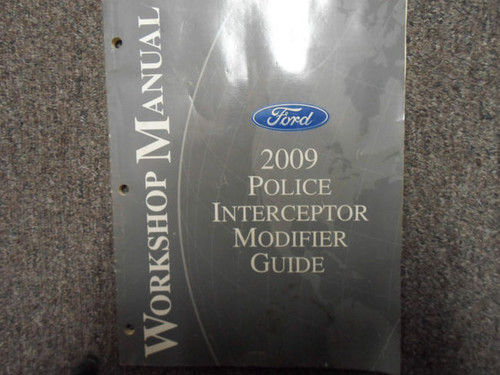 WORKSHOP MANUAL
Ford
2009
POLICE
INTERCEPTOR
MODIFIER
GUIDE